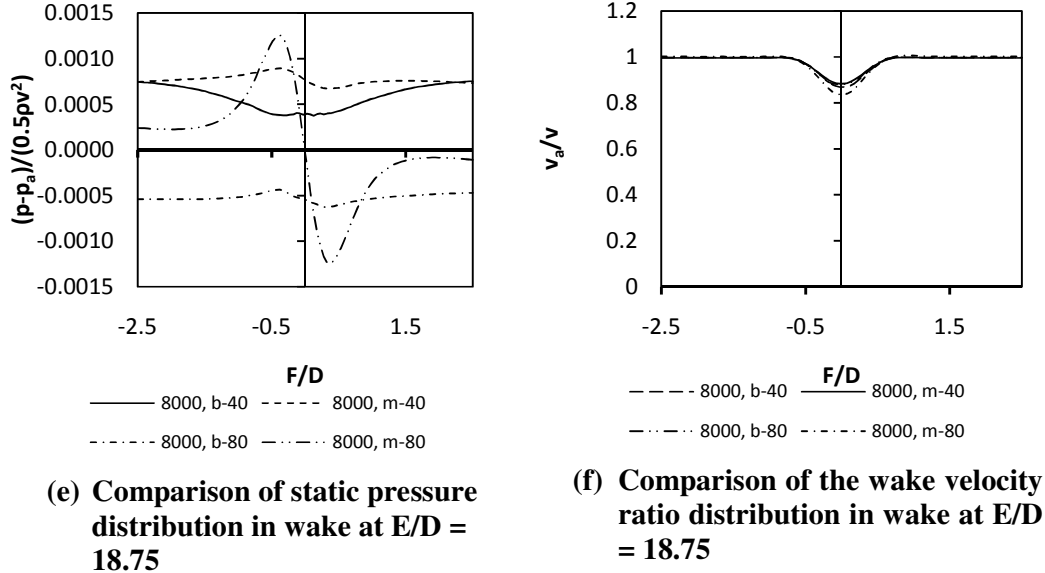 0.0015
0.0010
0.0005
0.0000
-0.0005
-0.0010
-0.0015
(p-pₐ)/(0.5ρv²)
-2.5 -0.5 1.5
F/D
8000, b-40 8000, m-40
8000, b-80 8000, m-80
(e) Comparison of static pressure
distribution in wake at E/D =
18.75
1.2
1
0.8
0.6
0.4
0.2
0
vₐ/v
-2.5 -0.5 1.5
F/D
8000, b-40 8000, m-40
8000, b-80 8000, m-80
(f) Comparison of the wake velocity
ratio distribution in wake at E/D
= 18.75